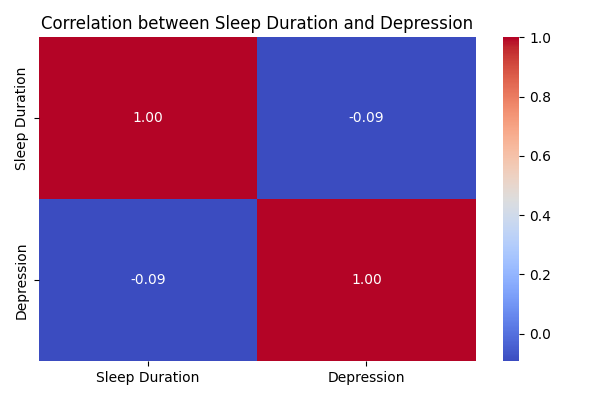 Correlation between Sleep Duration and Depression
Sleep Duration
Depression
1.00
-0.09
-0.09
1.00
Sleep Duration
Depression
1.0
0.8
0.6
0.4
0.2
0.0